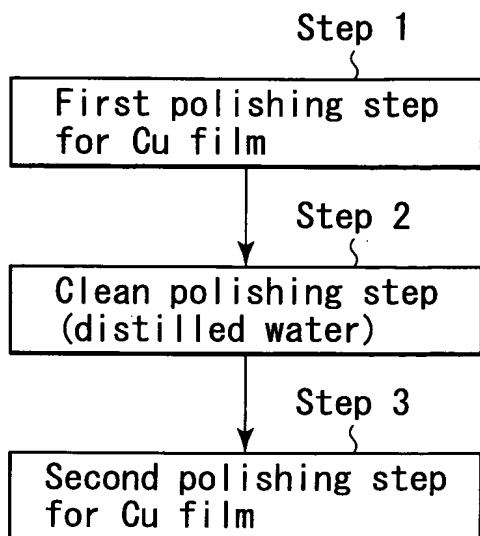 Step 1
First polishing step
for Cu film
Step 2
Clean polishing step
(distilled water)
Step 3
Second polishing step
for Cu film